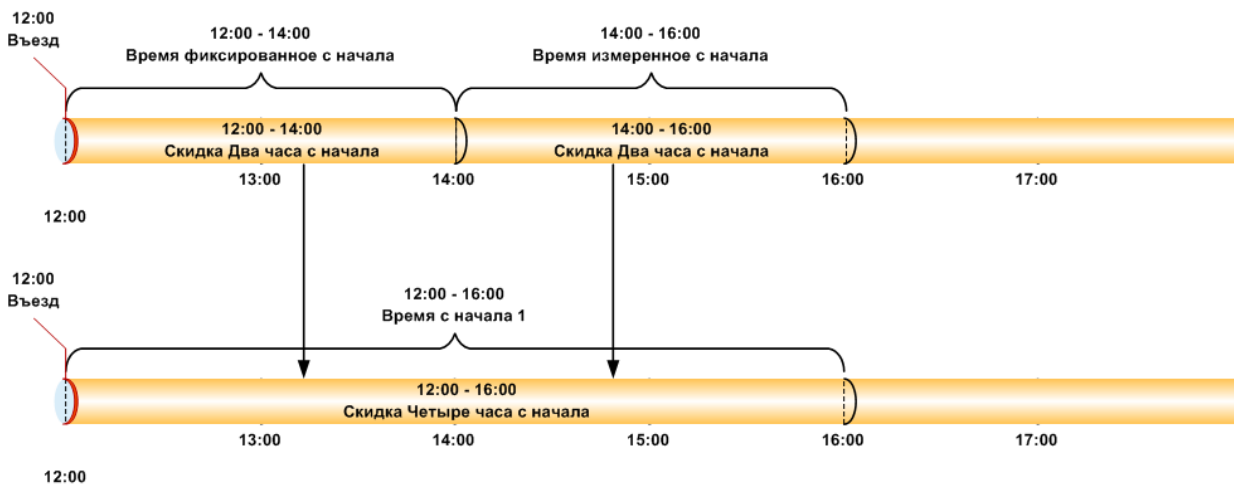 12:00
Въезд
12:00 - 14:00
Время фиксированное с начала
14:00 - 16:00
Время измеренное с начала
12:00 - 14:00
Скидка Два часа с начала
14:00 - 16:00
Скидка Два часа с начала
13:00
14:00
15:00
16:00
17:00
12:00
12:00
Въезд
12:00 - 16:00
Время с начала 1
12:00 - 16:00
Скидка Четыре часа с начала
13:00
14:00
15:00
16:00
17:00
12:00